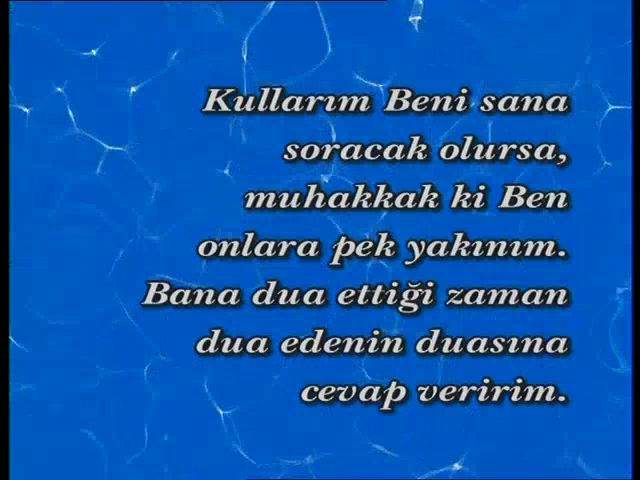 Kullarım Beni sana
soracak olursa,
muhakkak ki Ben
onlara pek yakınım.
Bana dua ettiği zaman
dua edenin duasına
cevap veririm.